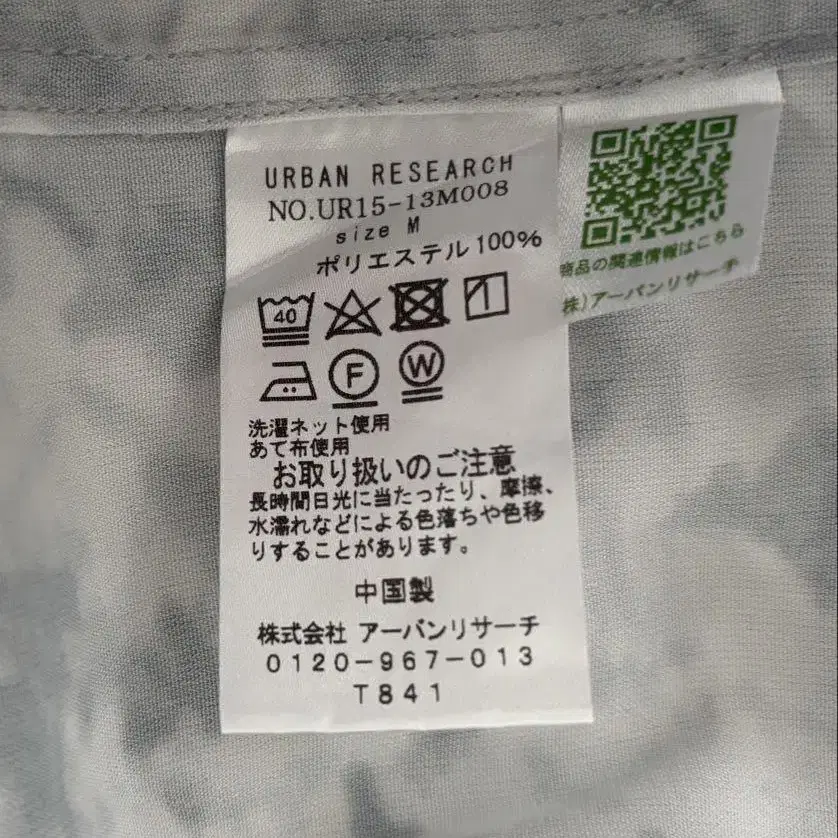 URBAN RESEARCH
NO.UR15-13M008
size M
ポリエステル 100%
40
F
W
洗濯ネット使用
あて布使用
お取り扱いのご注意
長時間日光に当たったり、摩擦、
水濡れなどによる色落ちや色移
りすることがあります。
中国製
株式会社 アーバンリサーチ
0120-967-013
T841
商品の関連情報はこちら
株)アーバンリサーチ